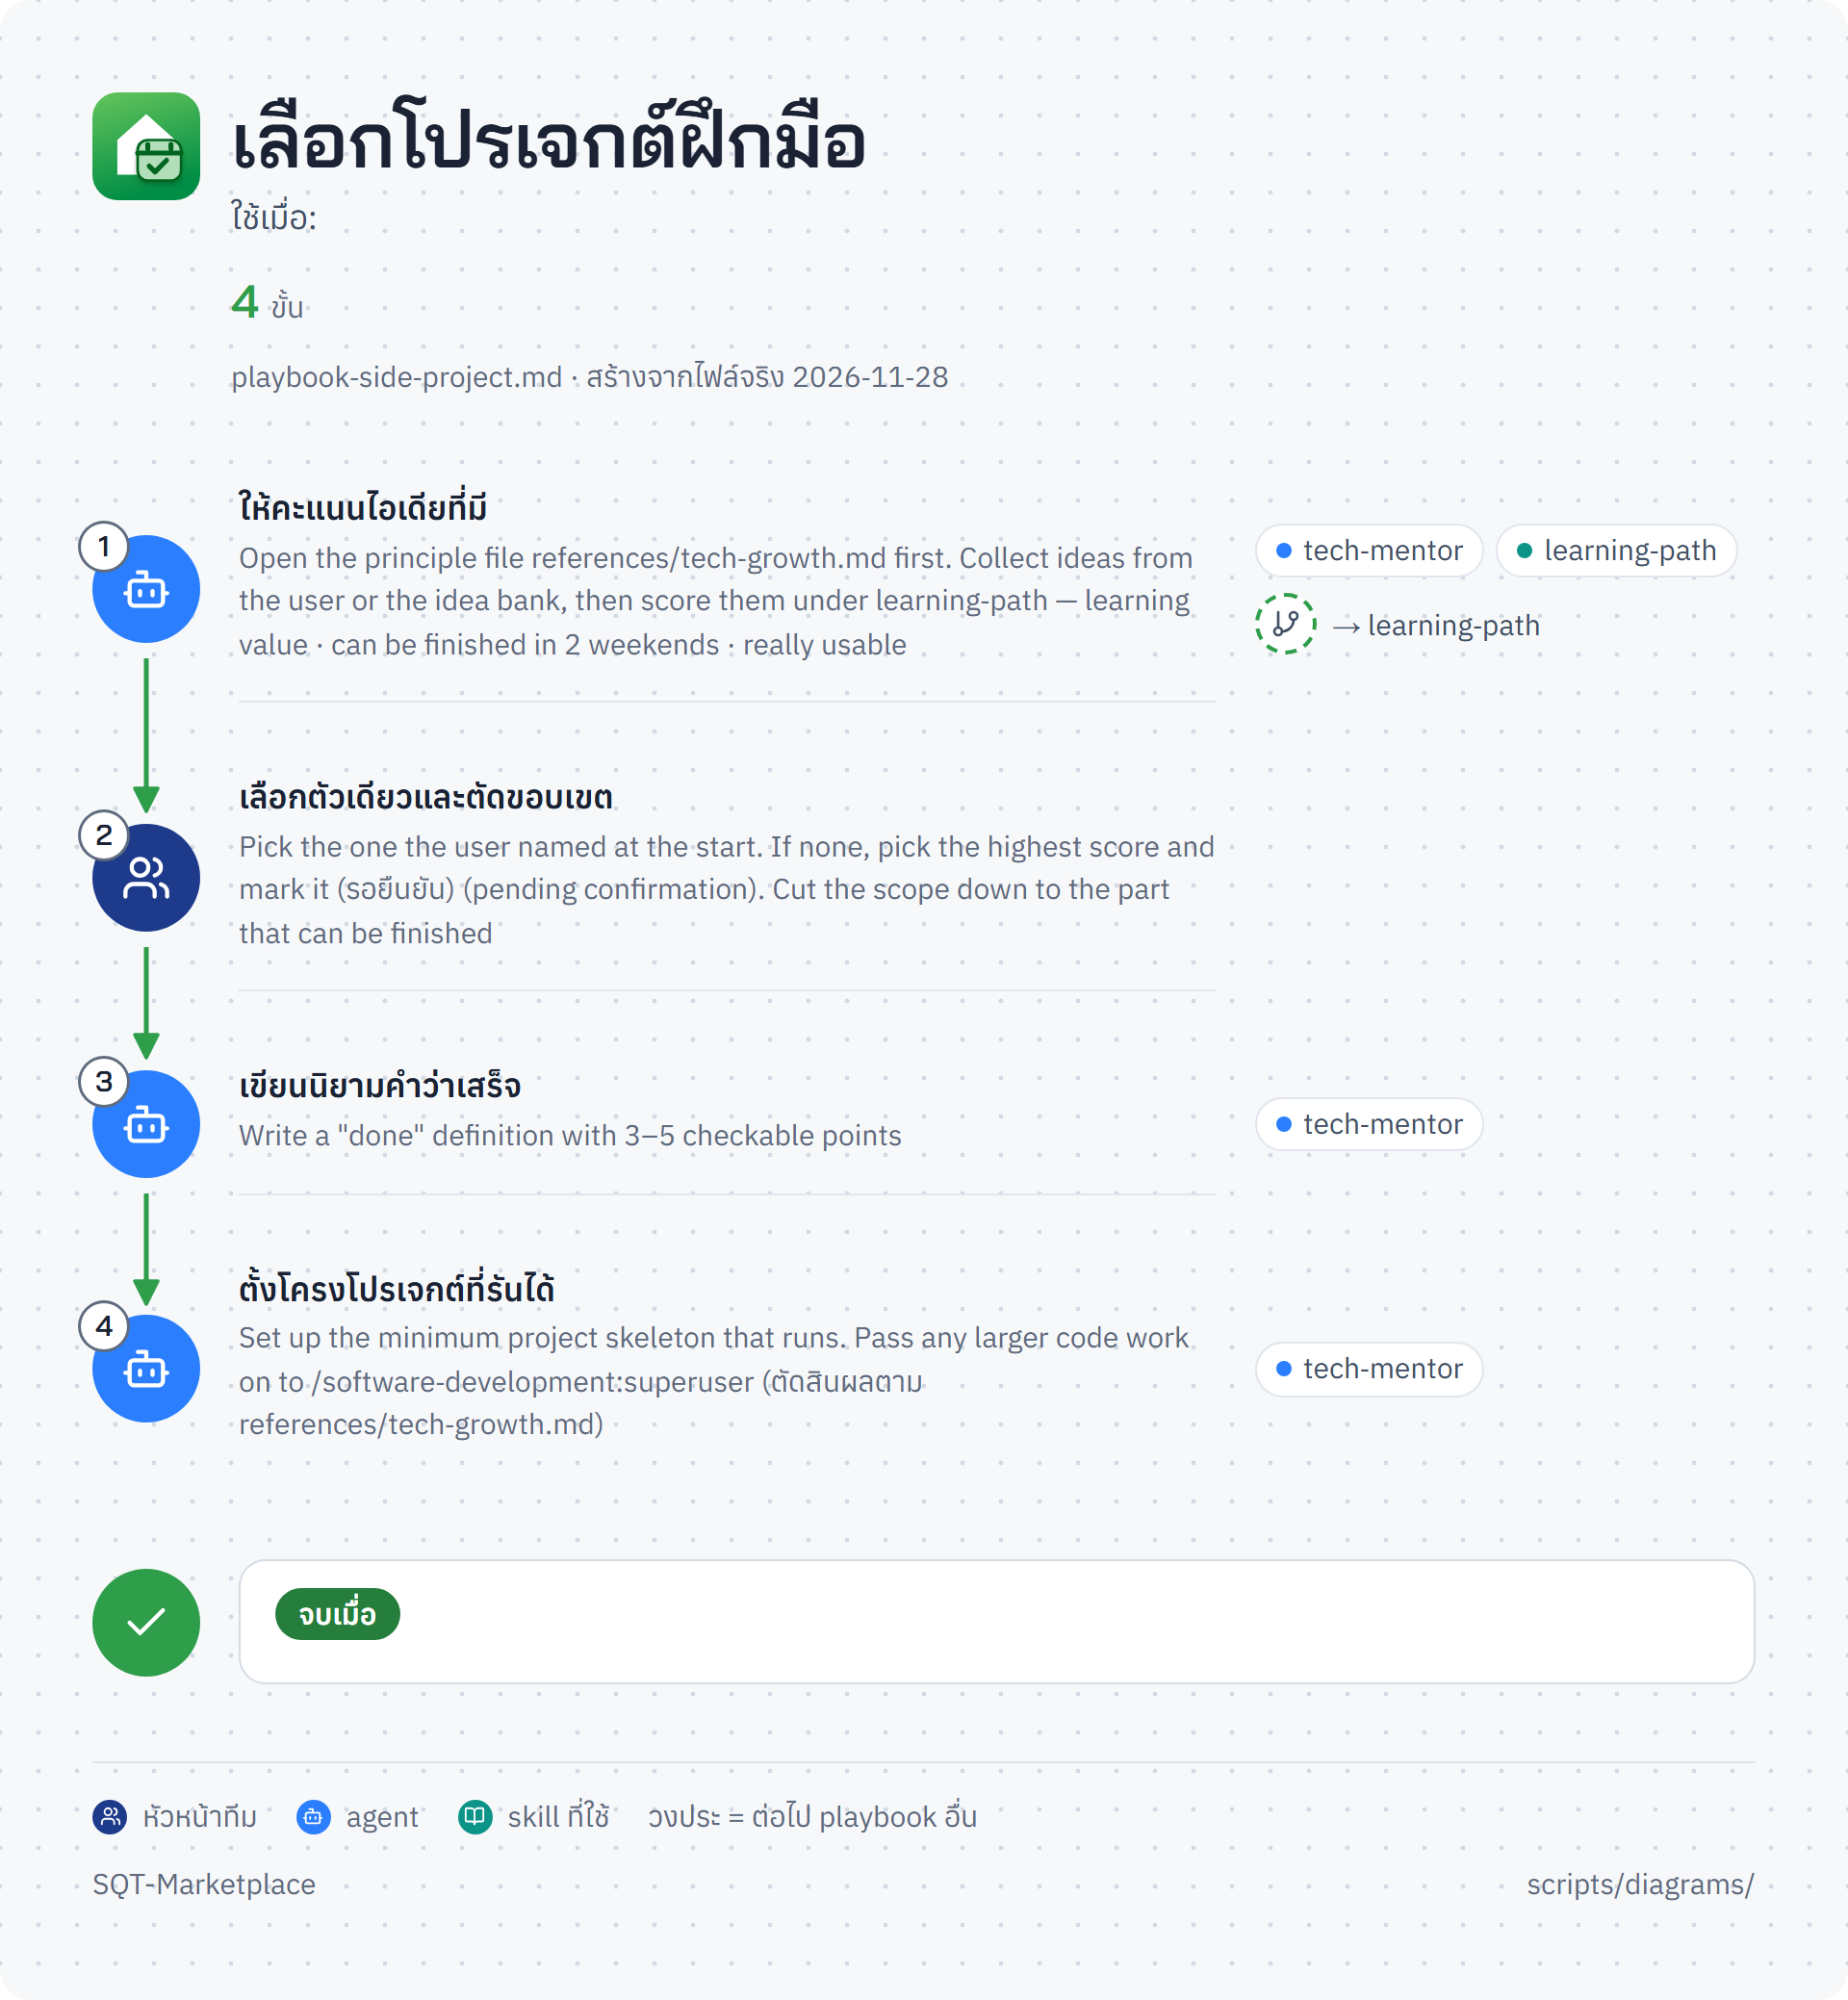 เลือกโปรเจกต์ฝึกมือ
ใช้เมื่อ:
4 ขั้น
playbook-side-project.md · สร้างจากไฟล์จริง 2026-11-28
1
ให้คะแนนไอเดียที่มี
Open the principle file references/tech-growth.md first. Collect ideas from
the user or the idea bank, then score them under learning-path — learning
value · can be finished in 2 weekends · really usable
tech-mentor
learning-path
→ learning-path
2
เลือกตัวเดียวและตัดขอบเขต
Pick the one the user named at the start. If none, pick the highest score and
mark it (รอยืนยัน) (pending confirmation). Cut the scope down to the part
that can be finished
3
เขียนนิยามคำว่าเสร็จ
Write a "done" definition with 3–5 checkable points
tech-mentor
4
ตั้งโครงโปรเจกต์ที่รันได้
Set up the minimum project skeleton that runs. Pass any larger code work
on to /software-development:superuser (ตัดสินผลตาม
references/tech-growth.md)
tech-mentor
จบเมื่อ
หัวหน้าทีม agent skill ที่ใช้ วงประ = ต่อไป playbook อื่น
SQT-Marketplace
scripts/diagrams/